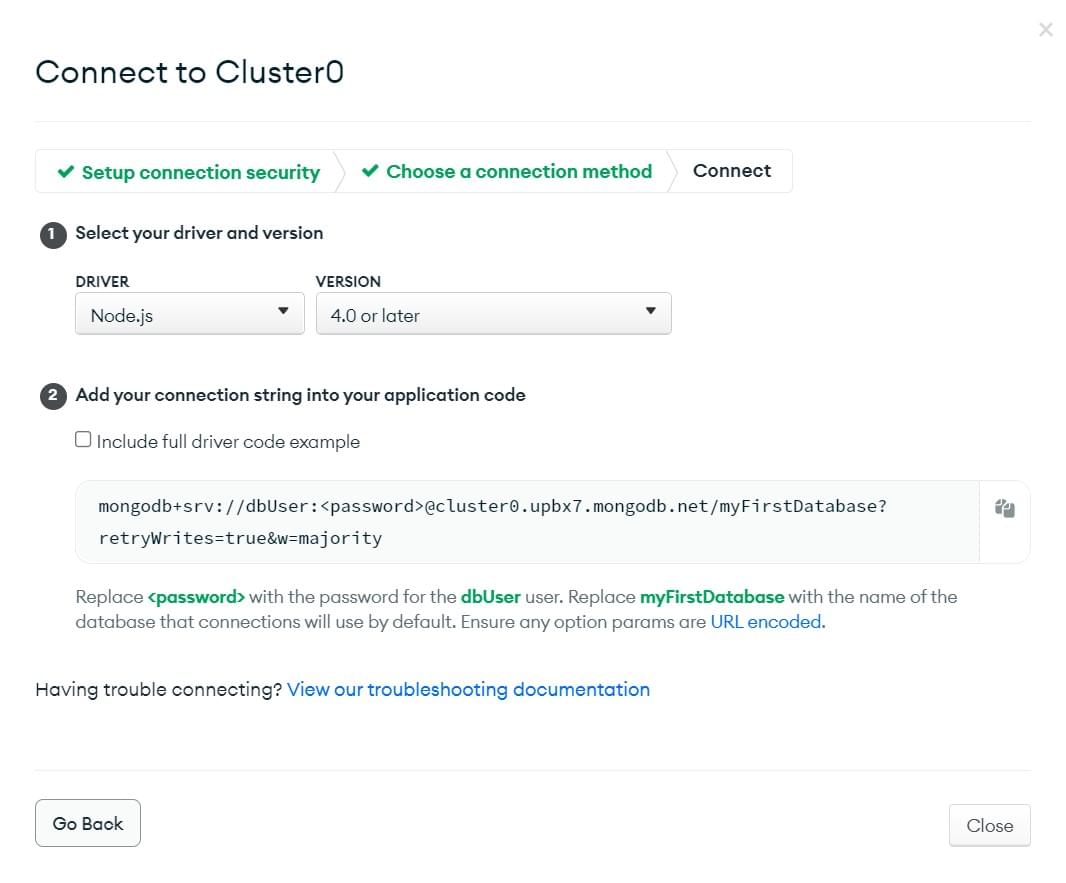 Connect to Cluster0
Setup connection security
Choose a connection method
Connect
1 Select your driver and version
DRIVER
VERSION
Node.js
4.0 or later
2 Add your connection string into your application code
Include full driver code example
mongodb+srv://dbUser:<password>@cluster0.upbx7.mongodb.net/myFirstDatabase?
retryWrites=true&w=majority
Replace <password> with the password for the dbUser user. Replace myFirstDatabase with the name of the
database that connections will use by default. Ensure any option params are URL encoded.
Having trouble connecting? View our troubleshooting documentation
Go Back
Close